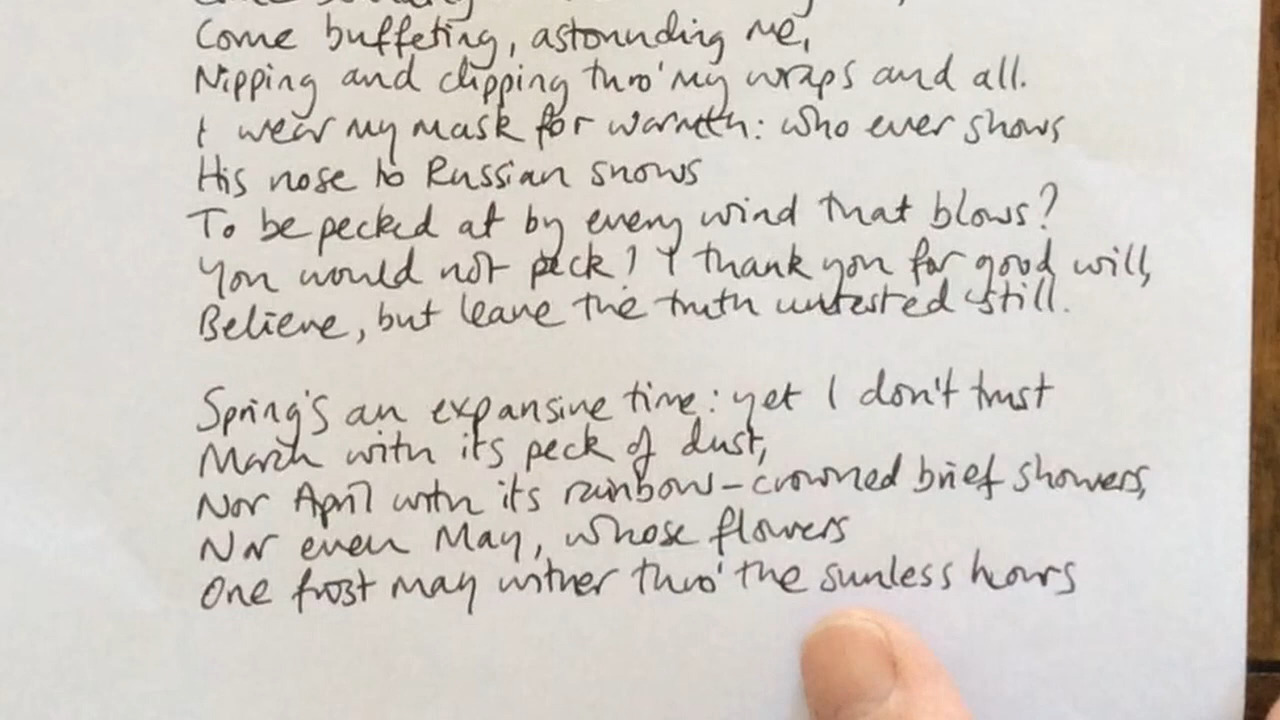 Come buffeting, astounding me,
Nipping and clipping thro' my wraps and all.
I wear my mask for warmth: who ever shows
His nose to Russian snows
To be pecked at by every wind that blows?
You would not peck? I thank you for good will,
Believe, but leave the truth untested still.
Spring's an expansive time: yet I don't trust
March with its peck of dust,
Nor April with its rainbow-crowned brief showers,
Nor even May, whose flowers
One frost may wither thro' the sunless hours